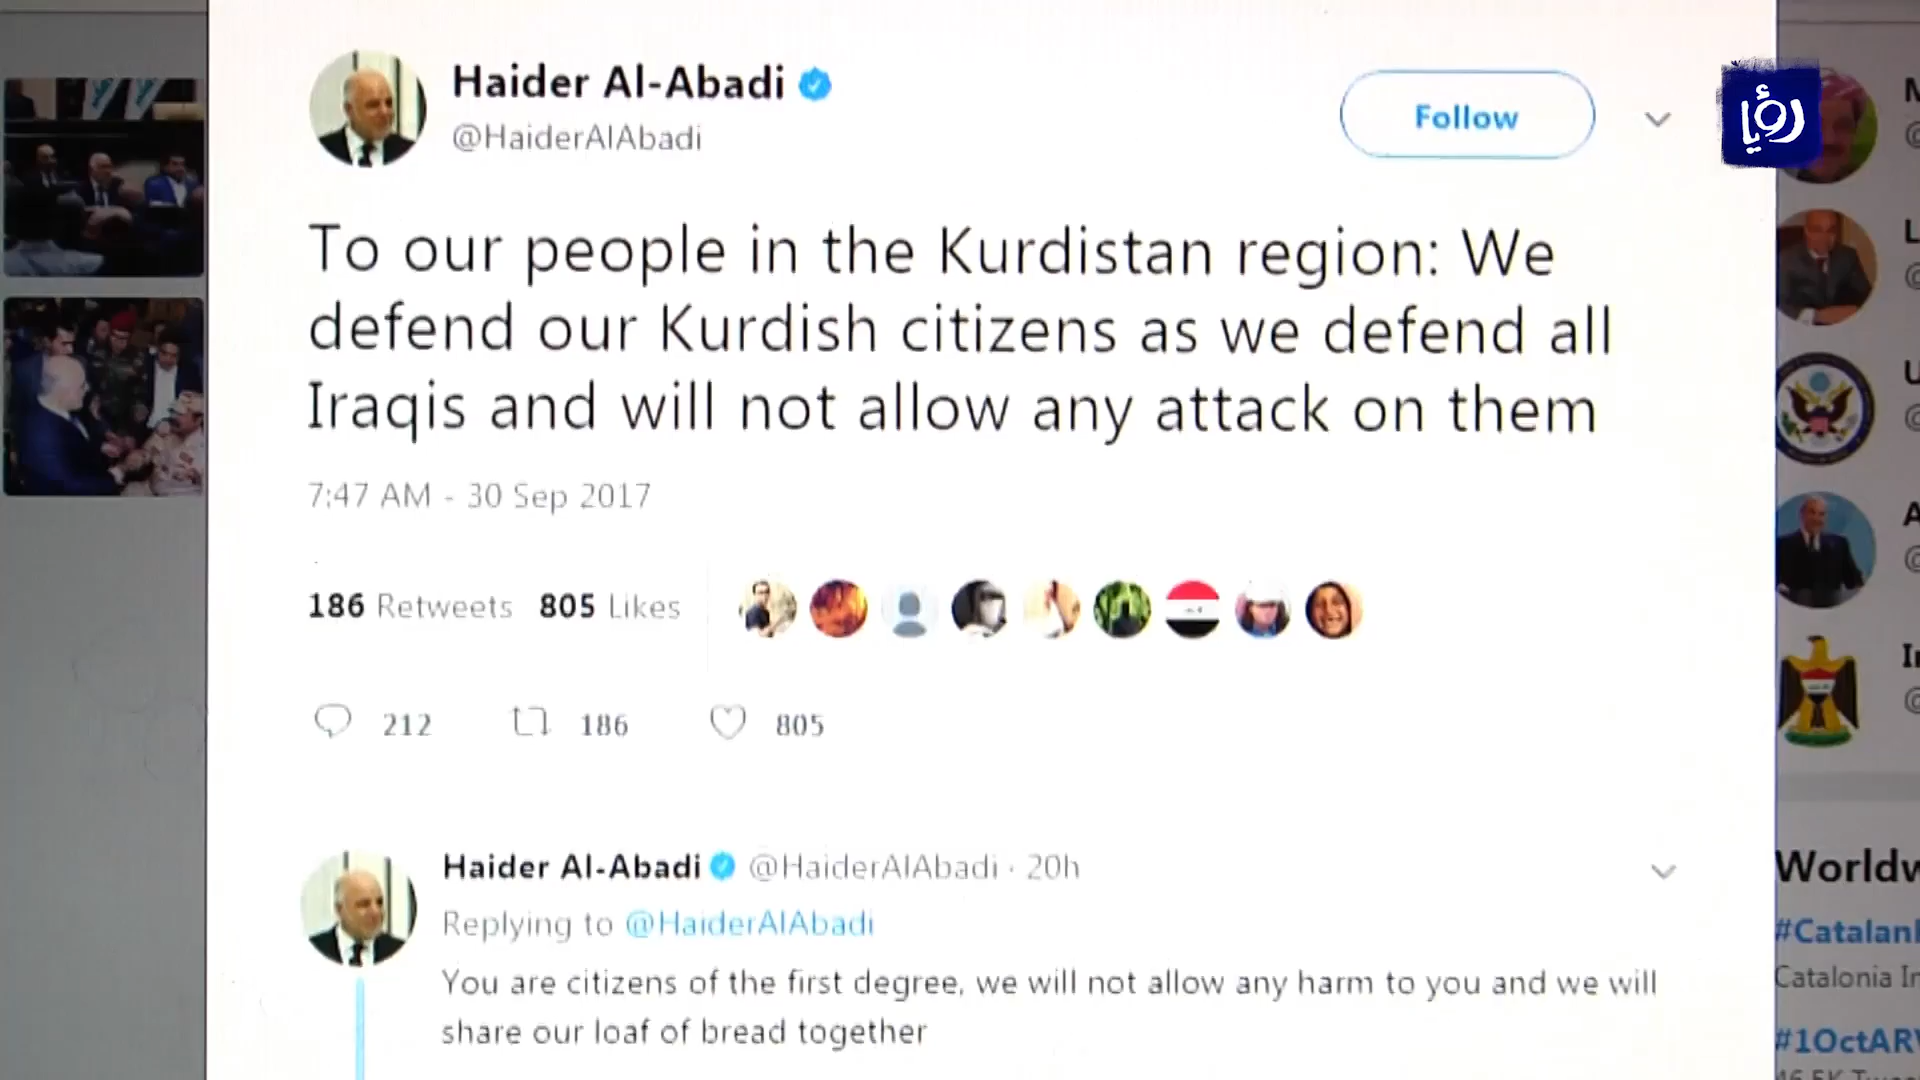 Haider Al-Abadi
@HaiderAlAbadi
Follow
رؤيا
To our people in the Kurdistan region: We
defend our Kurdish citizens as we defend all
Iraqis and will not allow any attack on them
7:47 AM - 30 Sep 2017
186 Retweets 805 Likes
212 186 805
Haider Al-Abadi @HaiderAlAbadi · 20h
Replying to @HaiderAlAbadi
You are citizens of the first degree, we will not allow any harm to you and we will
share our loaf of bread together
#Catalan
Catalonia
#1OctAR